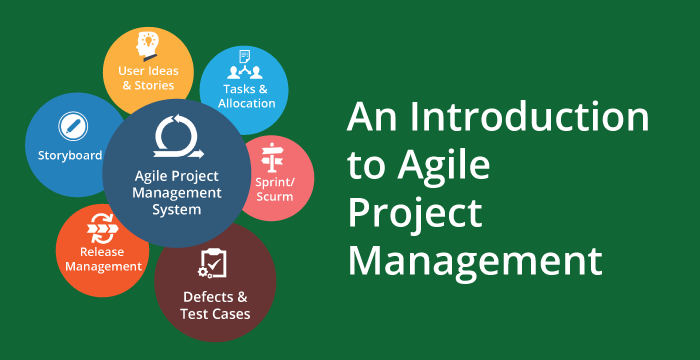 User Ideas
& Stories
Tasks &
Allocation
Storyboard
Agile Project
Management
System
Sprint/
Scurm
Release
Management
Defects &
Test Cases
An Introduction
to Agile
Project
Management